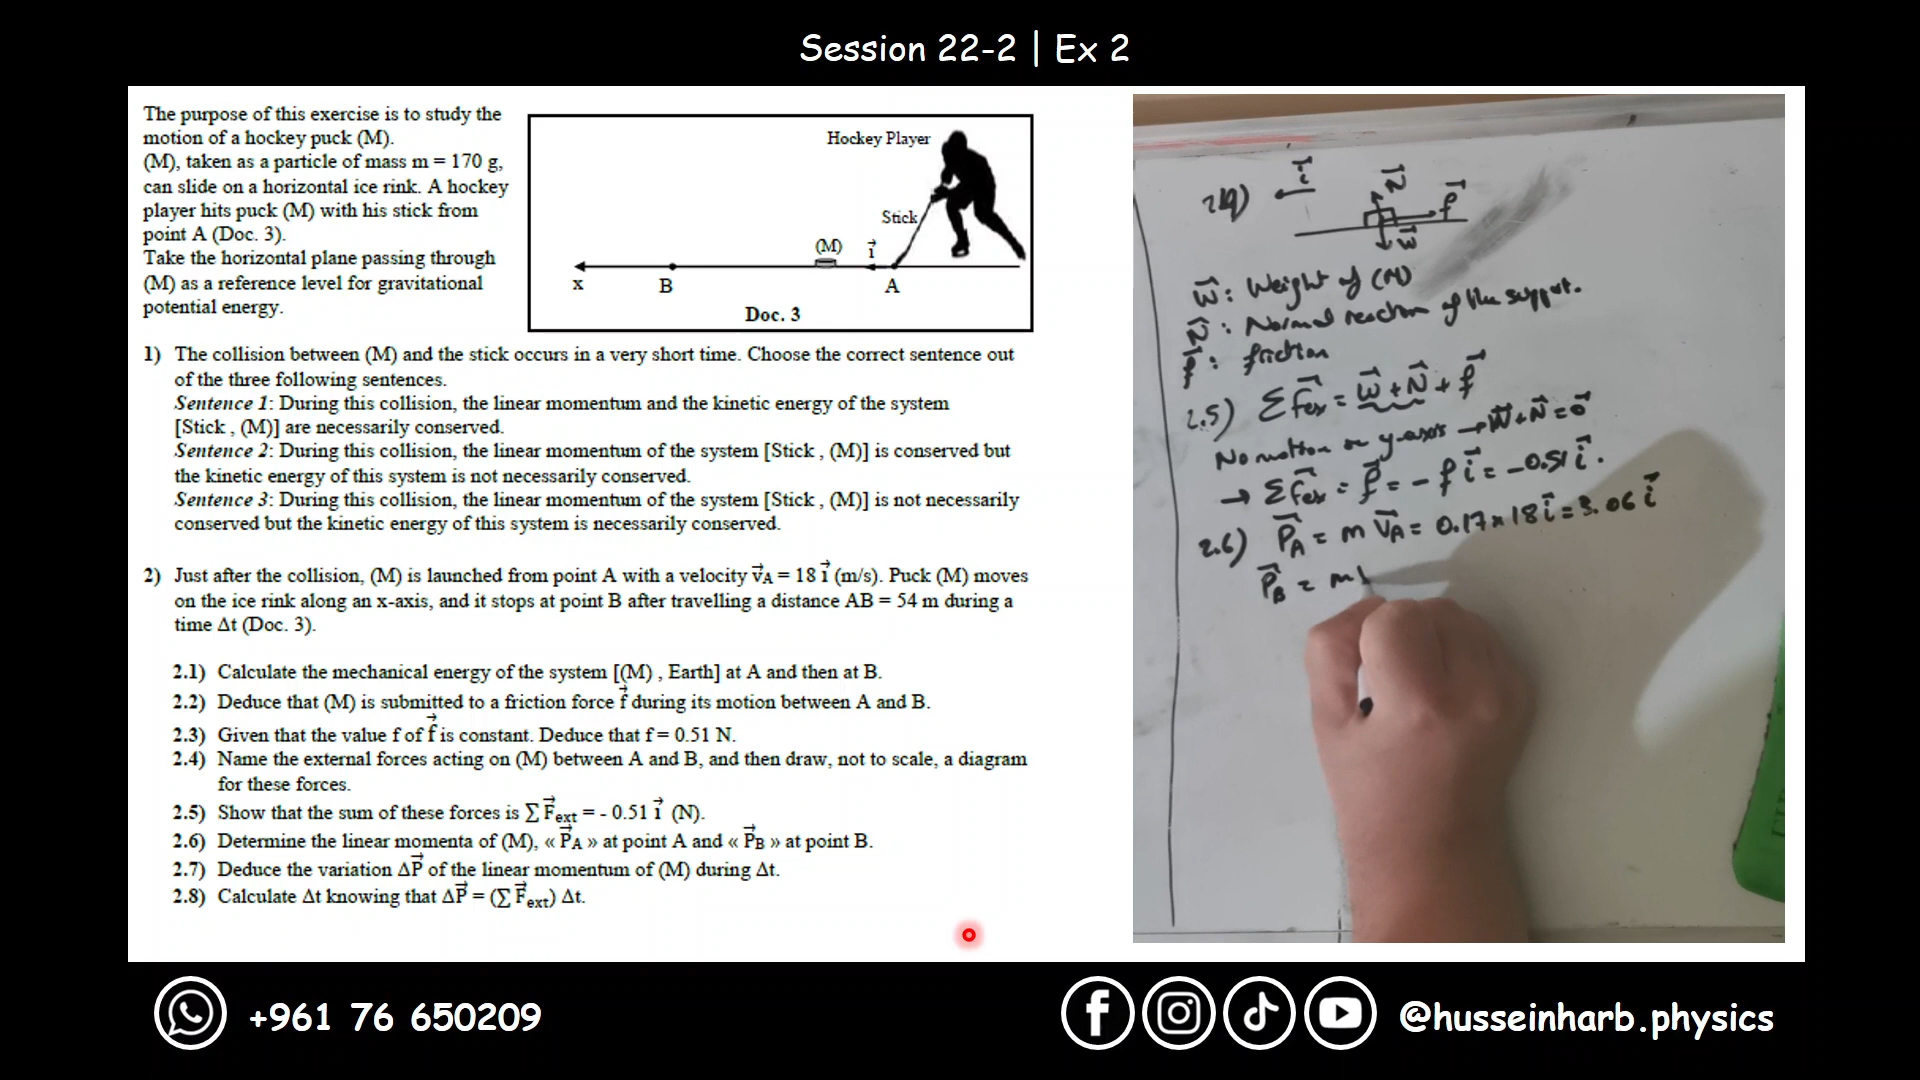 Session 22-2 | Ex 2
The purpose of this exercise is to study the
motion of a hockey puck (M).
(M), taken as a particle of mass m = 170 g,
can slide on a horizontal ice rink. A hockey
player hits puck (M) with his stick from
point A (Doc. 3).
Take the horizontal plane passing through
(M) as a reference level for gravitational
potential energy.
Hockey Player
Stick
(M)
i⃗
x
B
A
Doc. 3
1) The collision between (M) and the stick occurs in a very short time. Choose the correct sentence out
of the three following sentences.
Sentence 1: During this collision, the linear momentum and the kinetic energy of the system
[Stick , (M)] are necessarily conserved.
Sentence 2: During this collision, the linear momentum of the system [Stick , (M)] is conserved but
the kinetic energy of this system is not necessarily conserved.
Sentence 3: During this collision, the linear momentum of the system [Stick , (M)] is not necessarily
conserved but the kinetic energy of this system is necessarily conserved.
2) Just after the collision, (M) is launched from point A with a velocity v⃗A = 18 i⃗ (m/s). Puck (M) moves
on the ice rink along an x-axis, and it stops at point B after travelling a distance AB = 54 m during a
time Δt (Doc. 3).
2.1) Calculate the mechanical energy of the system [(M) , Earth] at A and then at B.
2.2) Deduce that (M) is submitted to a friction force f⃗ during its motion between A and B.
2.3) Given that the value f of f⃗ is constant. Deduce that f = 0.51 N.
2.4) Name the external forces acting on (M) between A and B, and then draw, not to scale, a diagram
for these forces.
2.5) Show that the sum of these forces is ∑ F⃗ext = - 0.51 i⃗ (N).
2.6) Determine the linear momenta of (M), « P⃗A » at point A and « P⃗B » at point B.
2.7) Deduce the variation ΔP⃗ of the linear momentum of (M) during Δt.
2.8) Calculate Δt knowing that ΔP⃗ = (∑ F⃗ext) Δt.
i⃗
N⃗
f⃗
W⃗
W⃗ : Weight of (M)
N⃗ : Normal reaction of the support.
f⃗ : friction
2.5) ∑ F⃗ex = W⃗ + N⃗ + f⃗
No motion on y-axis → W⃗ + N⃗ = 0⃗
→ ∑ F⃗ex = f⃗ = - f i⃗ = -0.51 i⃗.
2.6) P⃗A = m V⃗A = 0.17 x 18 i⃗ = 3.06 i⃗
P⃗B = m
+961 76 650209
@husseinharb.physics